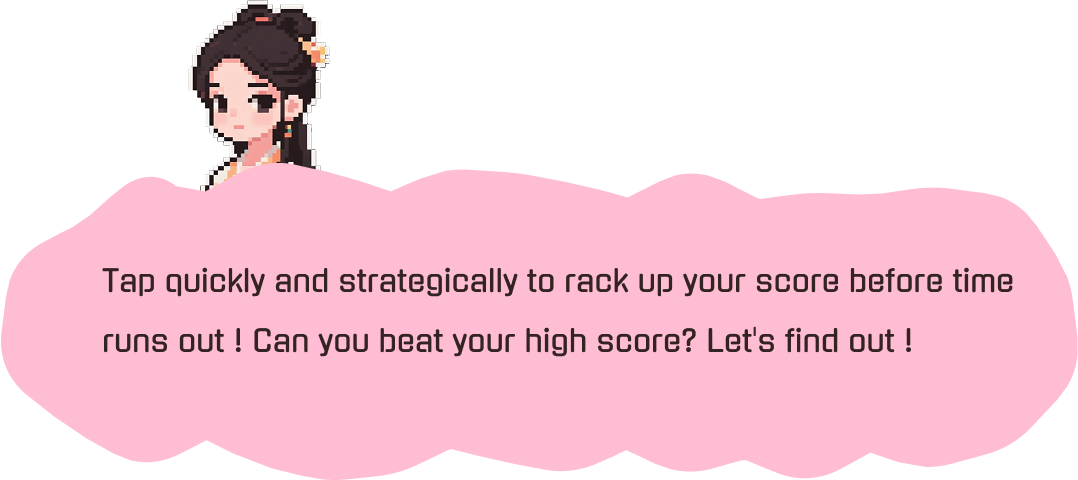 Tap quickly and strategically to rack up your score before time
runs out ! Can you beat your high score? Let's find out !